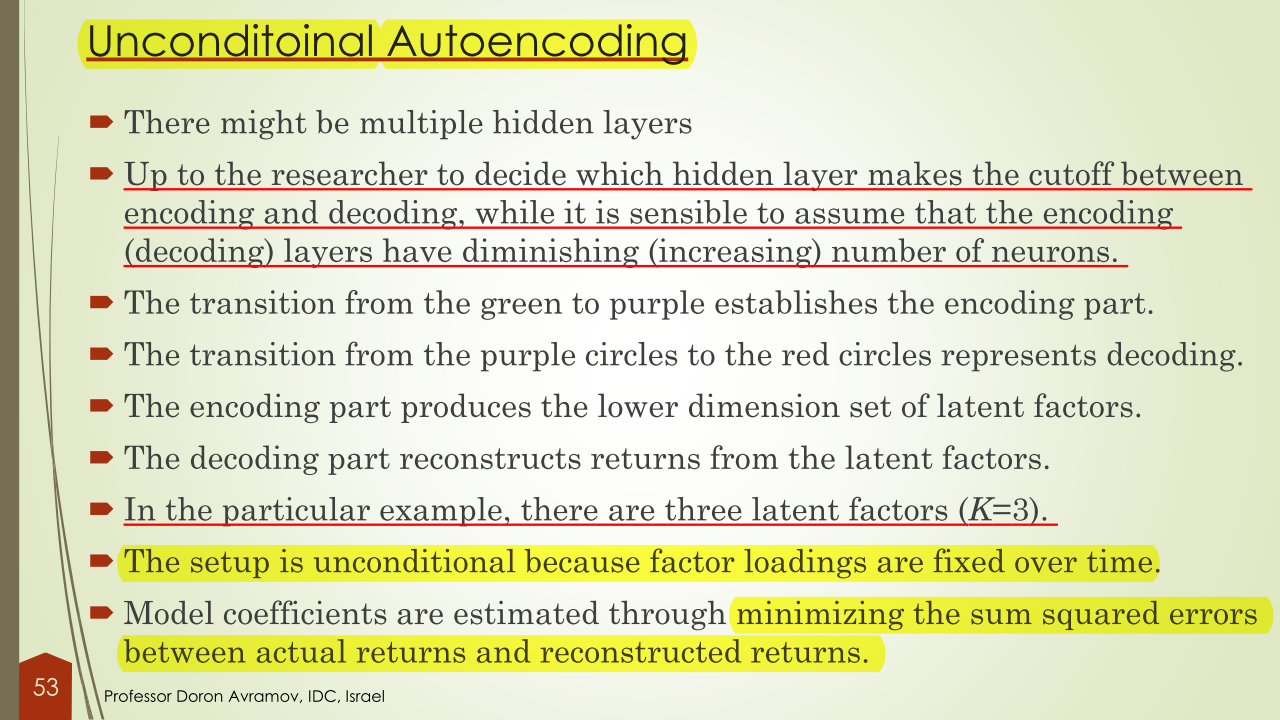 Unconditoinal Autoencoding
There might be multiple hidden layers
Up to the researcher to decide which hidden layer makes the cutoff between
encoding and decoding, while it is sensible to assume that the encoding
(decoding) layers have diminishing (increasing) number of neurons.
The transition from the green to purple establishes the encoding part.
The transition from the purple circles to the red circles represents decoding.
The encoding part produces the lower dimension set of latent factors.
The decoding part reconstructs returns from the latent factors.
In the particular example, there are three latent factors (K=3).
The setup is unconditional because factor loadings are fixed over time.
Model coefficients are estimated through minimizing the sum squared errors
between actual returns and reconstructed returns.
53
Professor Doron Avramov, IDC, Israel